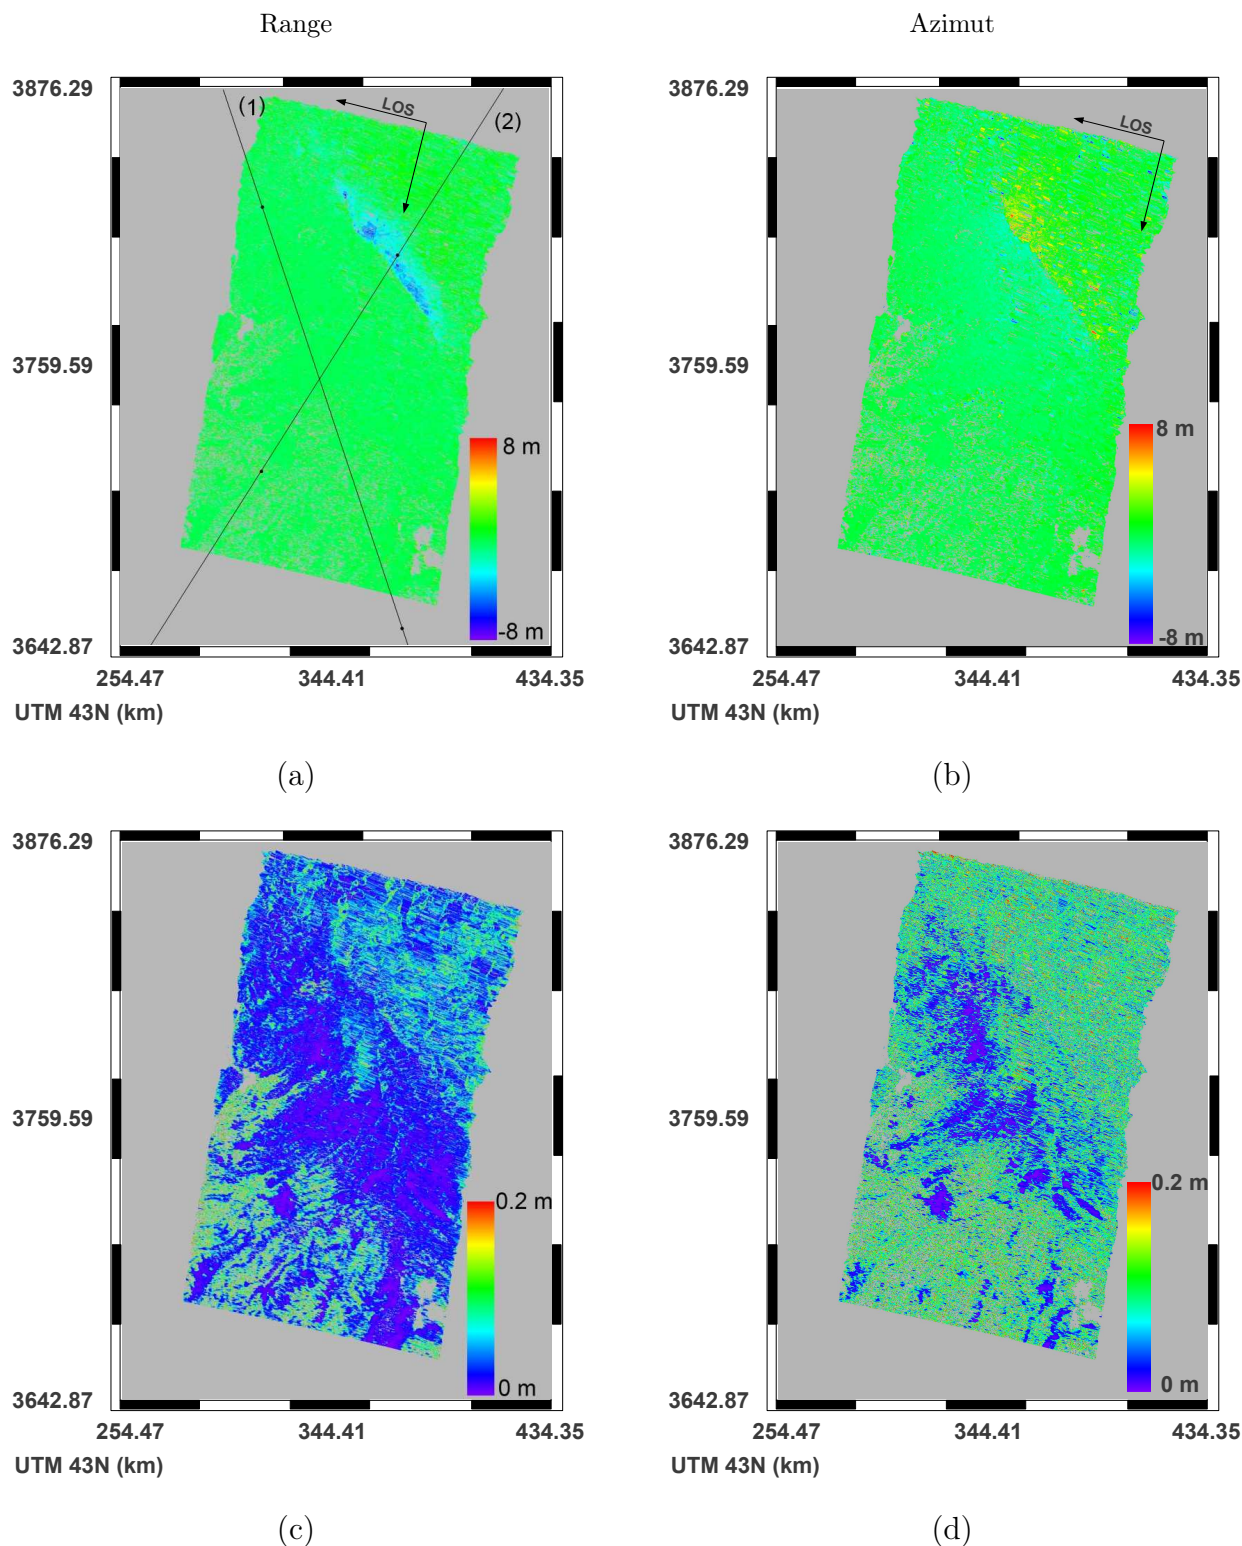 Range
Azimut
3876.29
(1)
LOS
(2)
3759.59
8 m
-8 m
3642.87
254.47
344.41
434.35
UTM 43N (km)
(a)
3876.29
LOS
3759.59
8 m
-8 m
3642.87
254.47
344.41
434.35
UTM 43N (km)
(b)
3876.29
3759.59
0.2 m
0 m
3642.87
254.47
344.41
434.35
UTM 43N (km)
(c)
3876.29
3759.59
0.2 m
0 m
3642.87
254.47
344.41
434.35
UTM 43N (km)
(d)